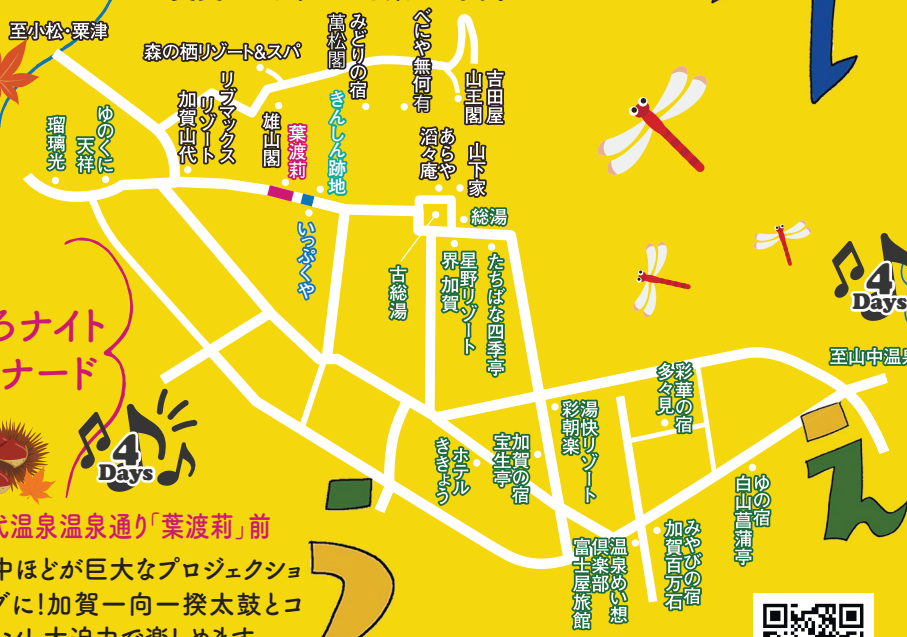 至小松・粟津
森の栖リゾート&スパ
みどりの宿
萬松閣
べにや無何有
吉田屋
山王閣
リブマックス
リゾート
加賀山代
雄山閣
葉渡莉
きんしん跡地
あらや
滔々庵
山下家
瑠璃光
ゆのくに
天祥
いっぷくや
総湯
古総湯
星野リゾート
界 加賀
たちばな四季亭
4
Days
至山中温泉
ろナイト
ナード
4
Days
彩華の宿
多々見
湯快リゾート
彩朝楽
加賀の宿
宝生亭
ホテル
ききょう
ゆの宿
白山菖蒲亭
みやびの宿
加賀百万石
温泉めい想
倶楽部
富士屋旅館
え
代温泉温泉通り「葉渡莉」前
中ほどが巨大なプロジェクショ
グに!加賀一向一揆太鼓とコ